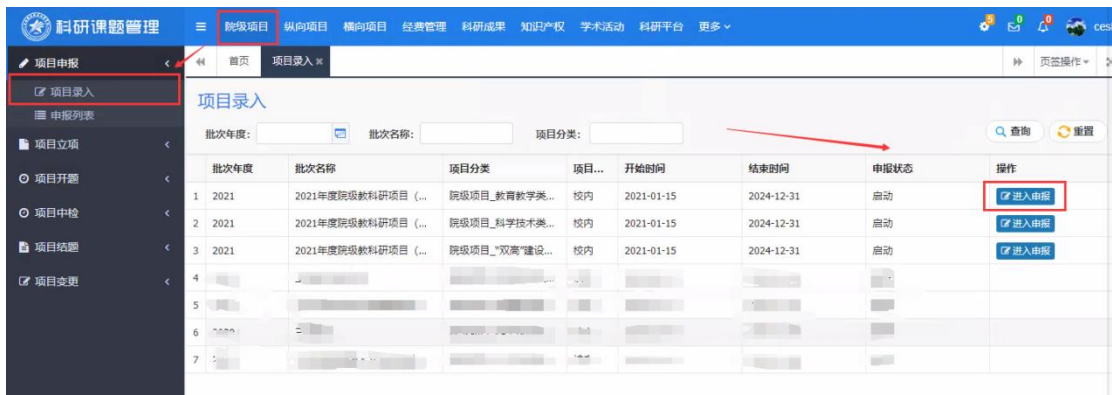 科研课题管理
院级项目 纵向项目 横向项目 经费管理 科研成果 知识产权 学术活动 科研平台 更多
5 0 0 ces
项目申报
首页 项目录入 页签操作
项目录入
申报列表
项目立项
项目开题
项目中检
项目结题
项目变更
项目录入
批次年度: 批次名称: 项目分类: 查询 重置
批次年度 批次名称 项目分类 项目... 开始时间 结束时间 申报状态 操作
1 2021 2021年度院级教科研项目 (... 院级项目_教育教学类... 校内 2021-01-15 2024-12-31 启动 进入申报
2 2021 2021年度院级教科研项目 (... 院级项目_科学技术类... 校内 2021-01-15 2024-12-31 启动 进入申报
3 2021 2021年度院级教科研项目 (... 院级项目_"双高"建设... 校内 2021-01-15 2024-12-31 启动 进入申报
4
5
6
7